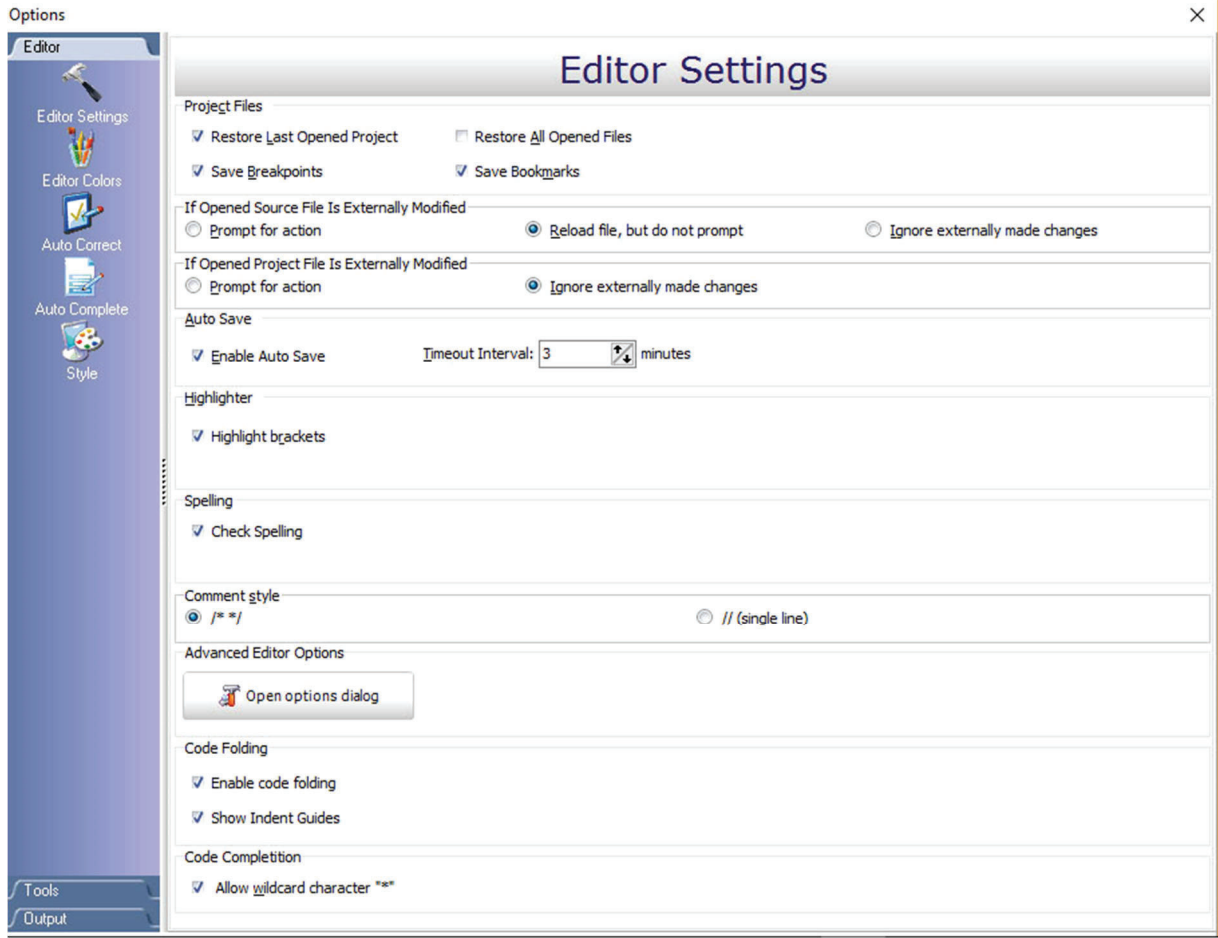 Options
Editor
Editor Settings
Editor Colors
Auto Correct
Auto Complete
Style
Tools
Output
Editor Settings
Project Files
Restore Last Opened Project
Restore All Opened Files
Save Breakpoints
Save Bookmarks
If Opened Source File Is Externally Modified
Prompt for action
Reload file, but do not prompt
Ignore externally made changes
If Opened Project File Is Externally Modified
Prompt for action
Ignore externally made changes
Auto Save
Enable Auto Save
Timeout Interval: 3 minutes
Highlighter
Highlight brackets
Spelling
Check Spelling
Comment style
/* */
// (single line)
Advanced Editor Options
Open options dialog
Code Folding
Enable code folding
Show Indent Guides
Code Completition
Allow wildcard character "*"